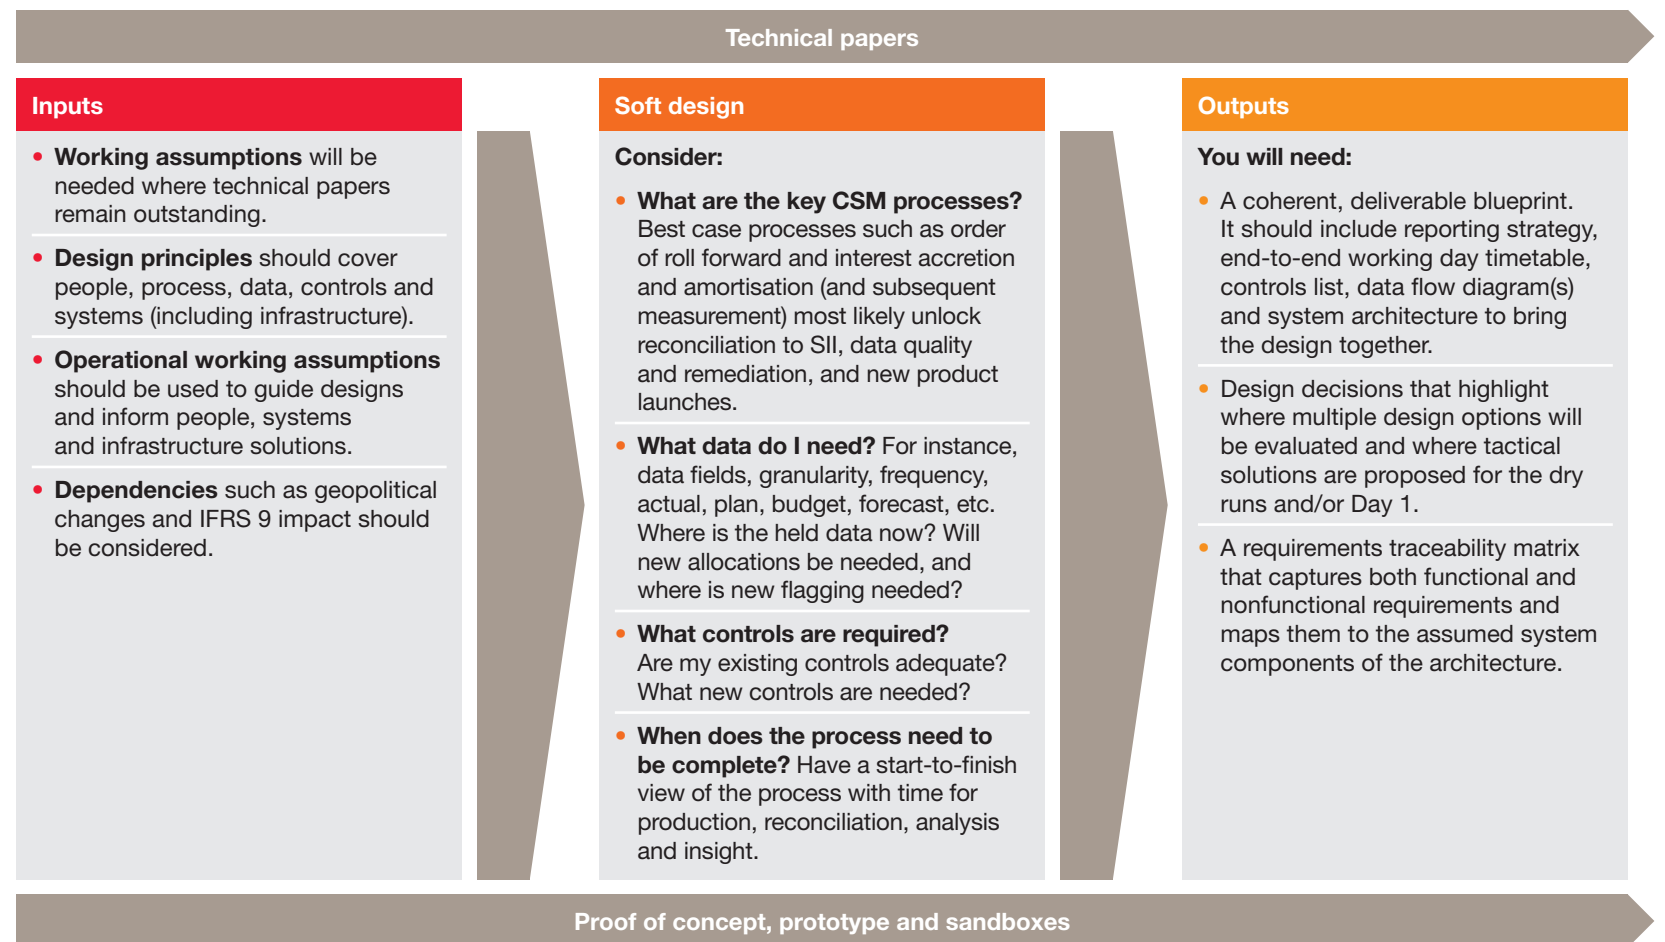 Technical papers
Inputs
• Working assumptions will be
needed where technical papers
remain outstanding.
• Design principles should cover
people, process, data, controls and
systems (including infrastructure).
• Operational working assumptions
should be used to guide designs
and inform people, systems
and infrastructure solutions.
• Dependencies such as geopolitical
changes and IFRS 9 impact should
be considered.
Soft design
Consider:
• What are the key CSM processes?
Best case processes such as order
of roll forward and interest accretion
and amortisation (and subsequent
measurement) most likely unlock
reconciliation to SII, data quality
and remediation, and new product
launches.
• What data do I need? For instance,
data fields, granularity, frequency,
actual, plan, budget, forecast, etc.
Where is the held data now? Will
new allocations be needed, and
where is new flagging needed?
• What controls are required?
Are my existing controls adequate?
What new controls are needed?
• When does the process need to
be complete? Have a start-to-finish
view of the process with time for
production, reconciliation, analysis
and insight.
Outputs
You will need:
• A coherent, deliverable blueprint.
It should include reporting strategy,
end-to-end working day timetable,
controls list, data flow diagram(s)
and system architecture to bring
the design together.
• Design decisions that highlight
where multiple design options will
be evaluated and where tactical
solutions are proposed for the dry
runs and/or Day 1.
• A requirements traceability matrix
that captures both functional and
nonfunctional requirements and
maps them to the assumed system
components of the architecture.
Proof of concept, prototype and sandboxes